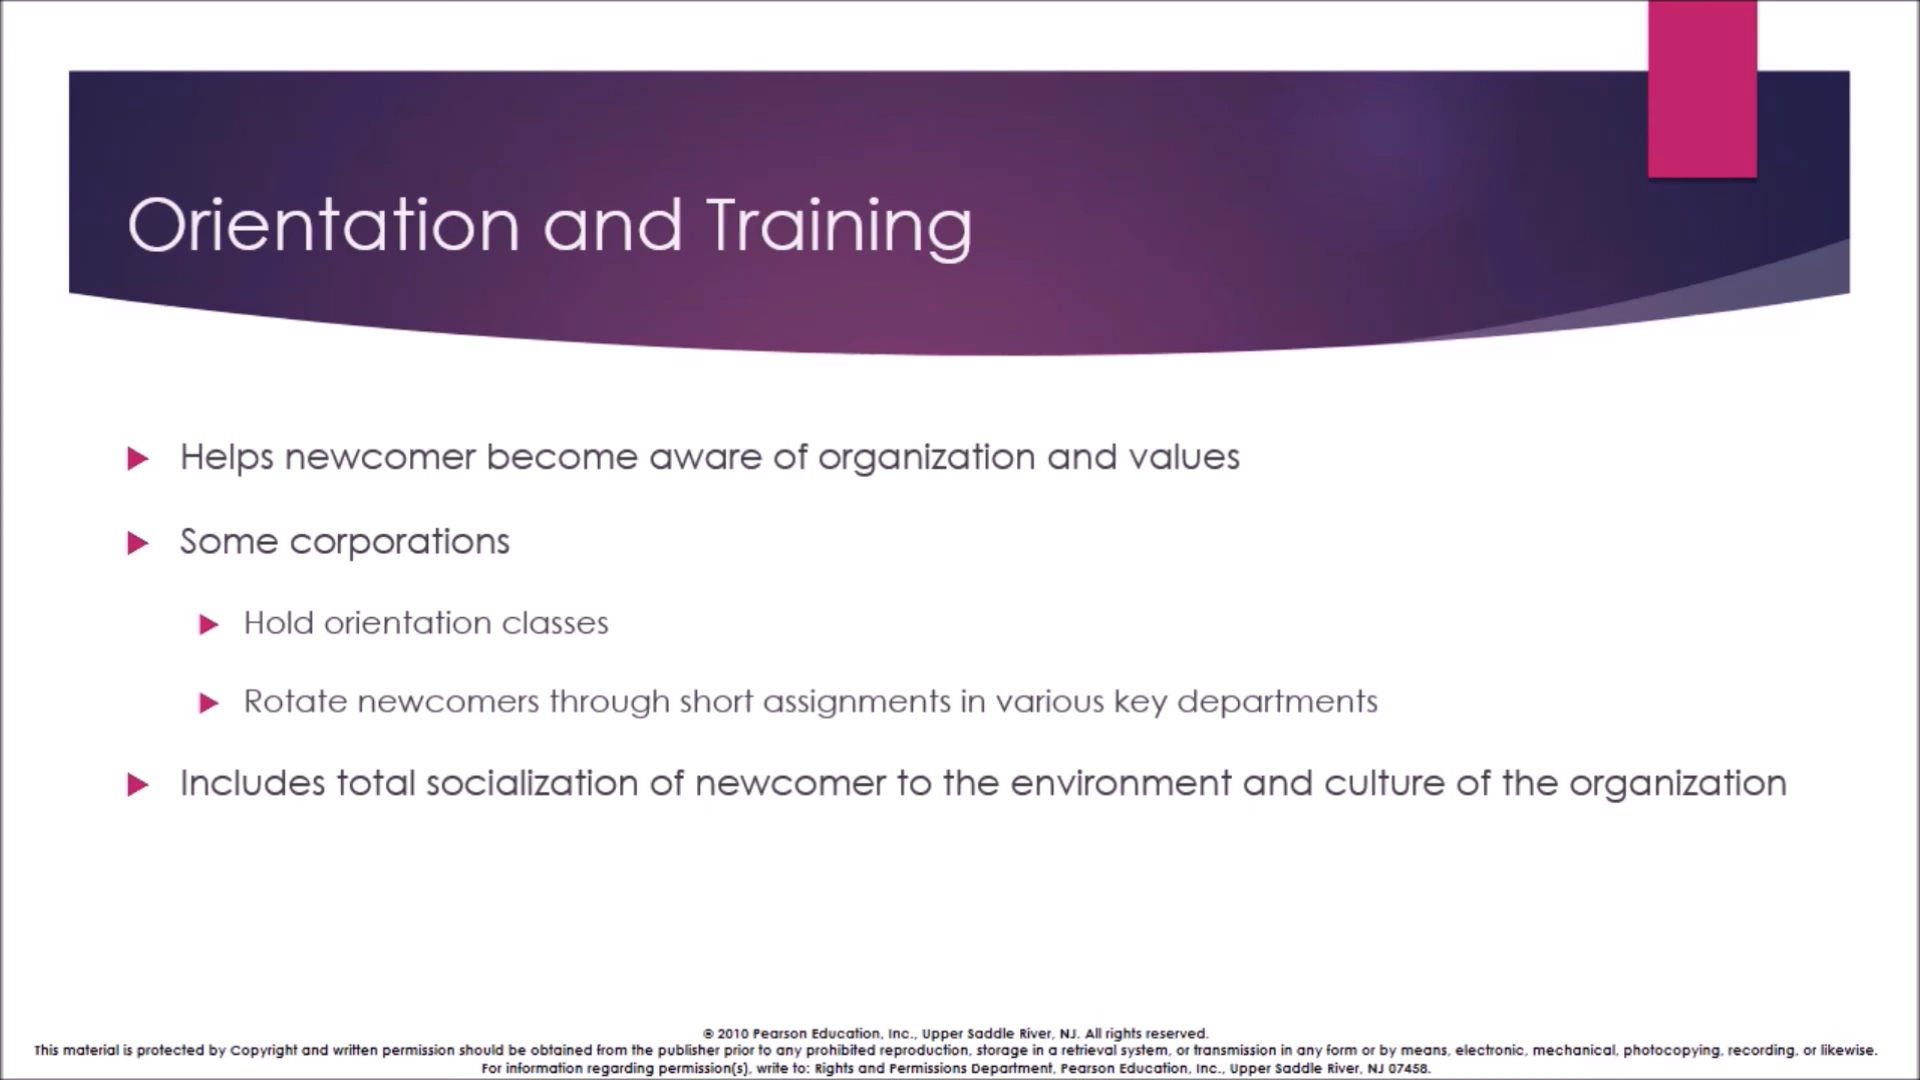 Orientation and Training
Helps newcomer become aware of organization and values
Some corporations
Hold orientation classes
Rotate newcomers through short assignments in various key departments
Includes total socialization of newcomer to the environment and culture of the organization
© 2010 Pearson Education, Inc., Upper Saddle River, NJ. All rights reserved.
This material is protected by Copyright and written permission should be obtained from the publisher prior to any prohibited reproduction, storage in a retrieval system, or transmission in any form or by means, electronic, mechanical, photocopying, recording, or likewise.
For information regarding permission(s), write to: Rights and Permissions Department, Pearson Education, Inc., Upper Saddle River, NJ 07458.